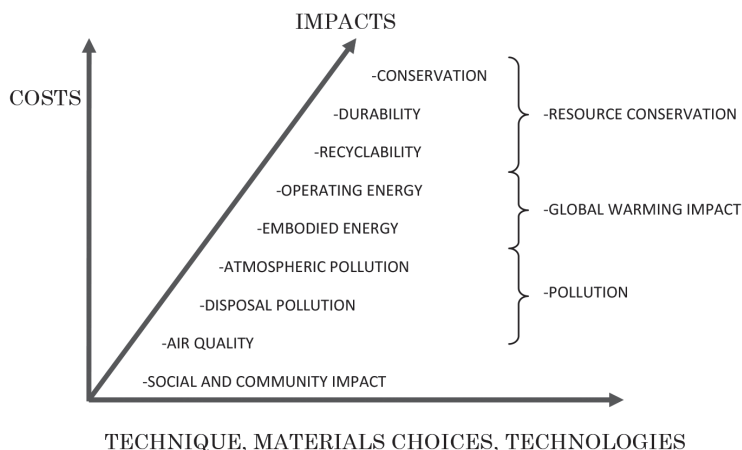 IMPACTS
COSTS
-CONSERVATION
-DURABILITY
-RECYCLABILITY
-OPERATING ENERGY
-EMBODIED ENERGY
-ATMOSPHERIC POLLUTION
-DISPOSAL POLLUTION
-AIR QUALITY
-SOCIAL AND COMMUNITY IMPACT
-RESOURCE CONSERVATION
-GLOBAL WARMING IMPACT
-POLLUTION
TECHNIQUE, MATERIALS CHOICES, TECHNOLOGIES